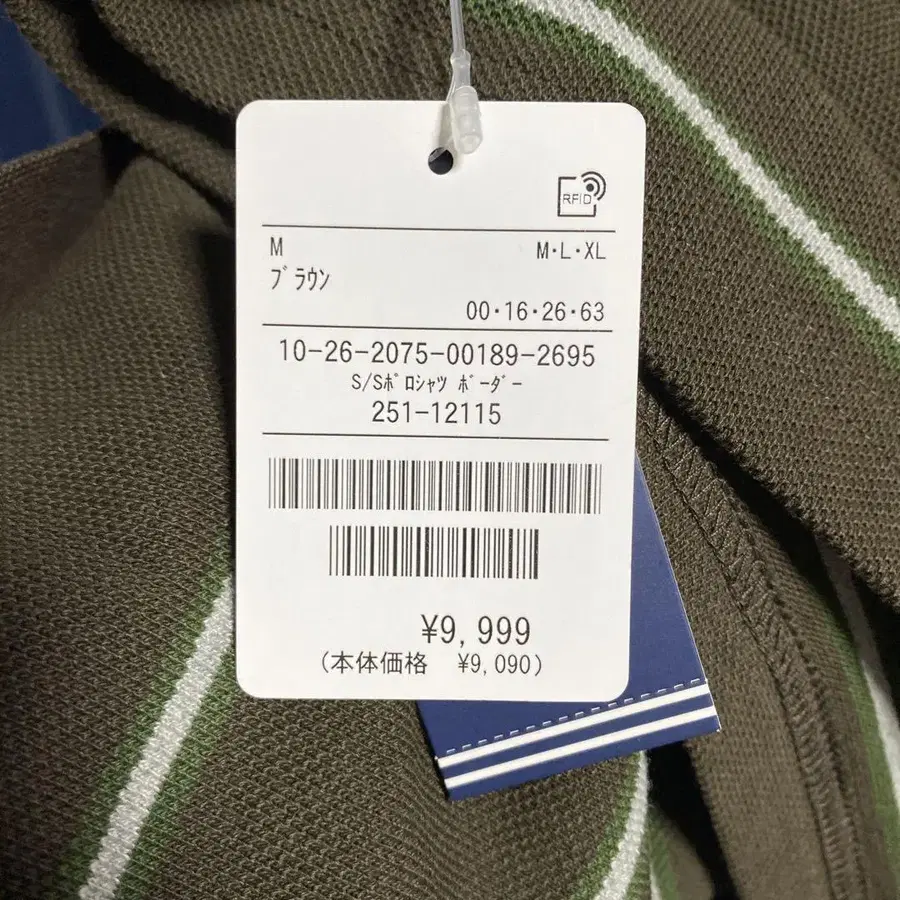 RFID
M M・L・XL
ﾌﾞﾗｳﾝ
00・16・26・63
10-26-2075-00189-2695
S/Sﾎﾟﾛｼｬﾂ ﾎﾞｰﾀﾞｰ
251-12115
¥9,999
(本体価格 ¥9,090)